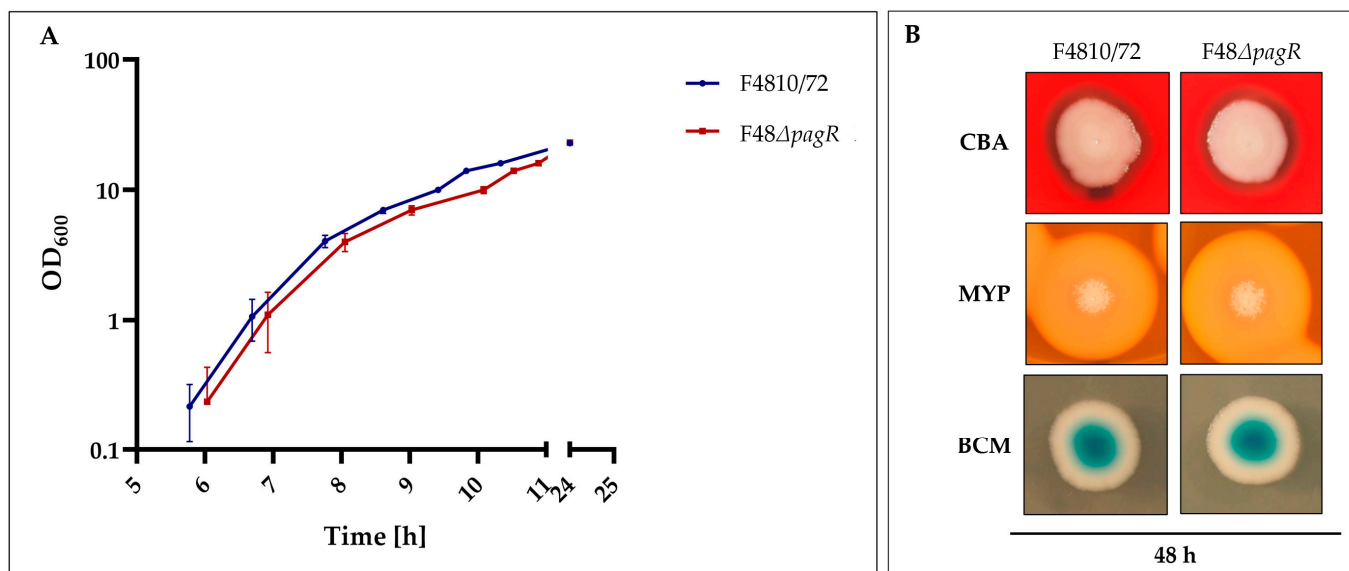 A
100
10
1
0.1
OD600
5
6
7
8
9
10
11
24
25
Time [h]
F4810/72
F48ΔpagR
B
F4810/72 F48ΔpagR
CBA
MYP
BCM
48 h